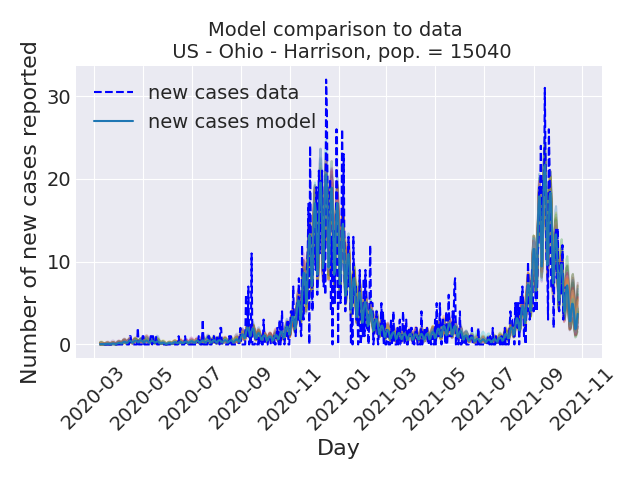 Model comparison to data
US - Ohio - Harrison, pop. = 15040
Number of new cases reported
30
20
10
0
new cases data
new cases model
2020-03
2020-05
2020-07
2020-09
2020-11
2021-01
2021-03
2021-05
2021-07
2021-09
2021-11
Day